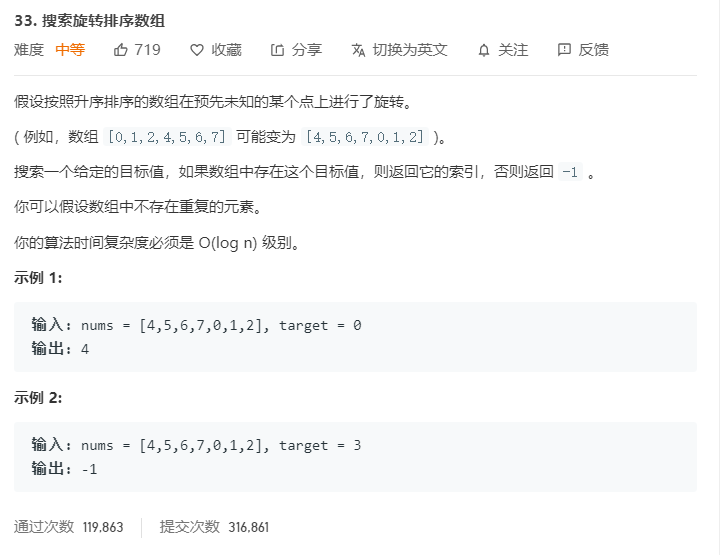 33. 搜索旋转排序数组
难度 中等 719 收藏 分享 切换为英文 关注 反馈
假设按照升序排序的数组在预先未知的某个点上进行了旋转。
( 例如，数组 [0,1,2,4,5,6,7] 可能变为 [4,5,6,7,0,1,2] )。
搜索一个给定的目标值，如果数组中存在这个目标值，则返回它的索引，否则返回 -1 。
你可以假设数组中不存在重复的元素。
你的算法时间复杂度必须是 O(log n) 级别。
示例 1:
输入: nums = [4,5,6,7,0,1,2], target = 0
输出: 4
示例 2:
输入: nums = [4,5,6,7,0,1,2], target = 3
输出: -1
通过次数 119,863 提交次数 316,861